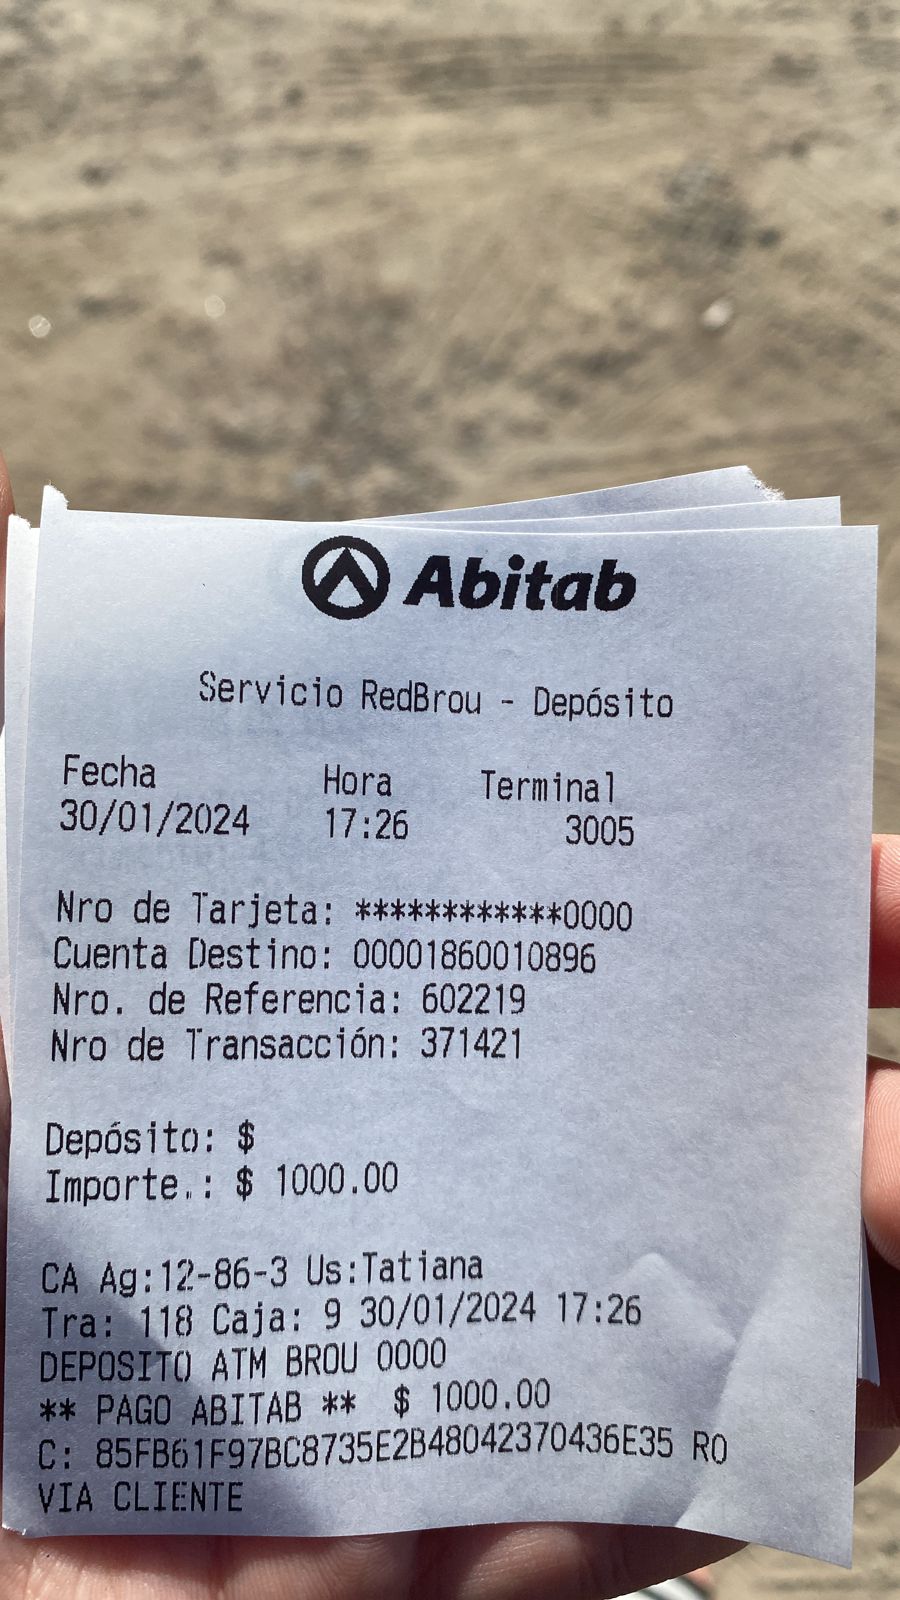 Abitab
Servicio RedBrou - Depósito
Fecha Hora Terminal
30/01/2024 17:26 3005
Nro de Tarjeta: ************0000
Cuenta Destino: 00001860010896
Nro. de Referencia: 602219
Nro de Transacción: 371421
Depósito: $
Importe.: $ 1000.00
CA Ag:12-86-3 Us:Tatiana
Tra: 118 Caja: 9 30/01/2024 17:26
DEPOSITO ATM BROU 0000
** PAGO ABITAB ** $ 1000.00
C: 85FB61F97BC8735E2B48042370436E35 RO
VIA CLIENTE